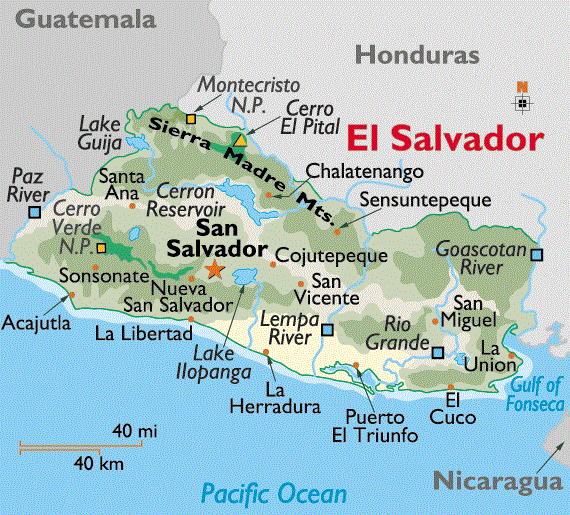 Guatemala
Honduras
N
Montecristo
N.P.
Cerro
El Pital
Lake
Guija
El Salvador
Sierra Madre Mts.
Paz
River
Santa
Ana
Cerron
Reservoir
Chalatenango
Sensuntepeque
Cerro
Verde
N.P.
San
Salvador
Cojutepeque
Goascotan
River
Sonsonate
Nueva
San Salvador
San
Vicente
Acajutla
La Libertad
Lake
Ilopanga
Lempa
River
Rio
Grande
San
Miguel
La
Union
La
Herradura
Puerto
El Triunfo
El
Cuco
Gulf of
Fonseca
40 mi
40 km
Pacific Ocean
Nicaragua